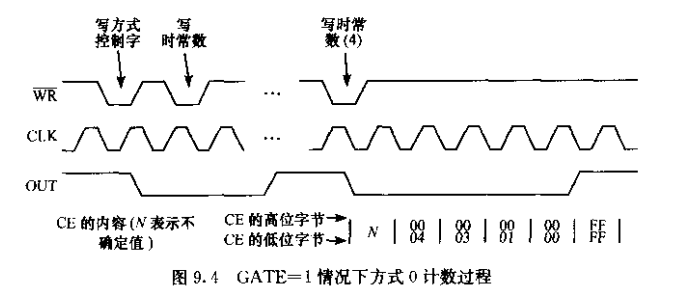 写方式 写 写时常
控制字 时常数 数(4)
WR ...
CLK ...
OUT
CE 的内容(N 表示不 CE 的高位字节 N 00 00 00 00 FF
确定值) CE 的低位字节 04 03 01 00 FF
图 9.4 GATE=1 情况下方式 0 计数过程